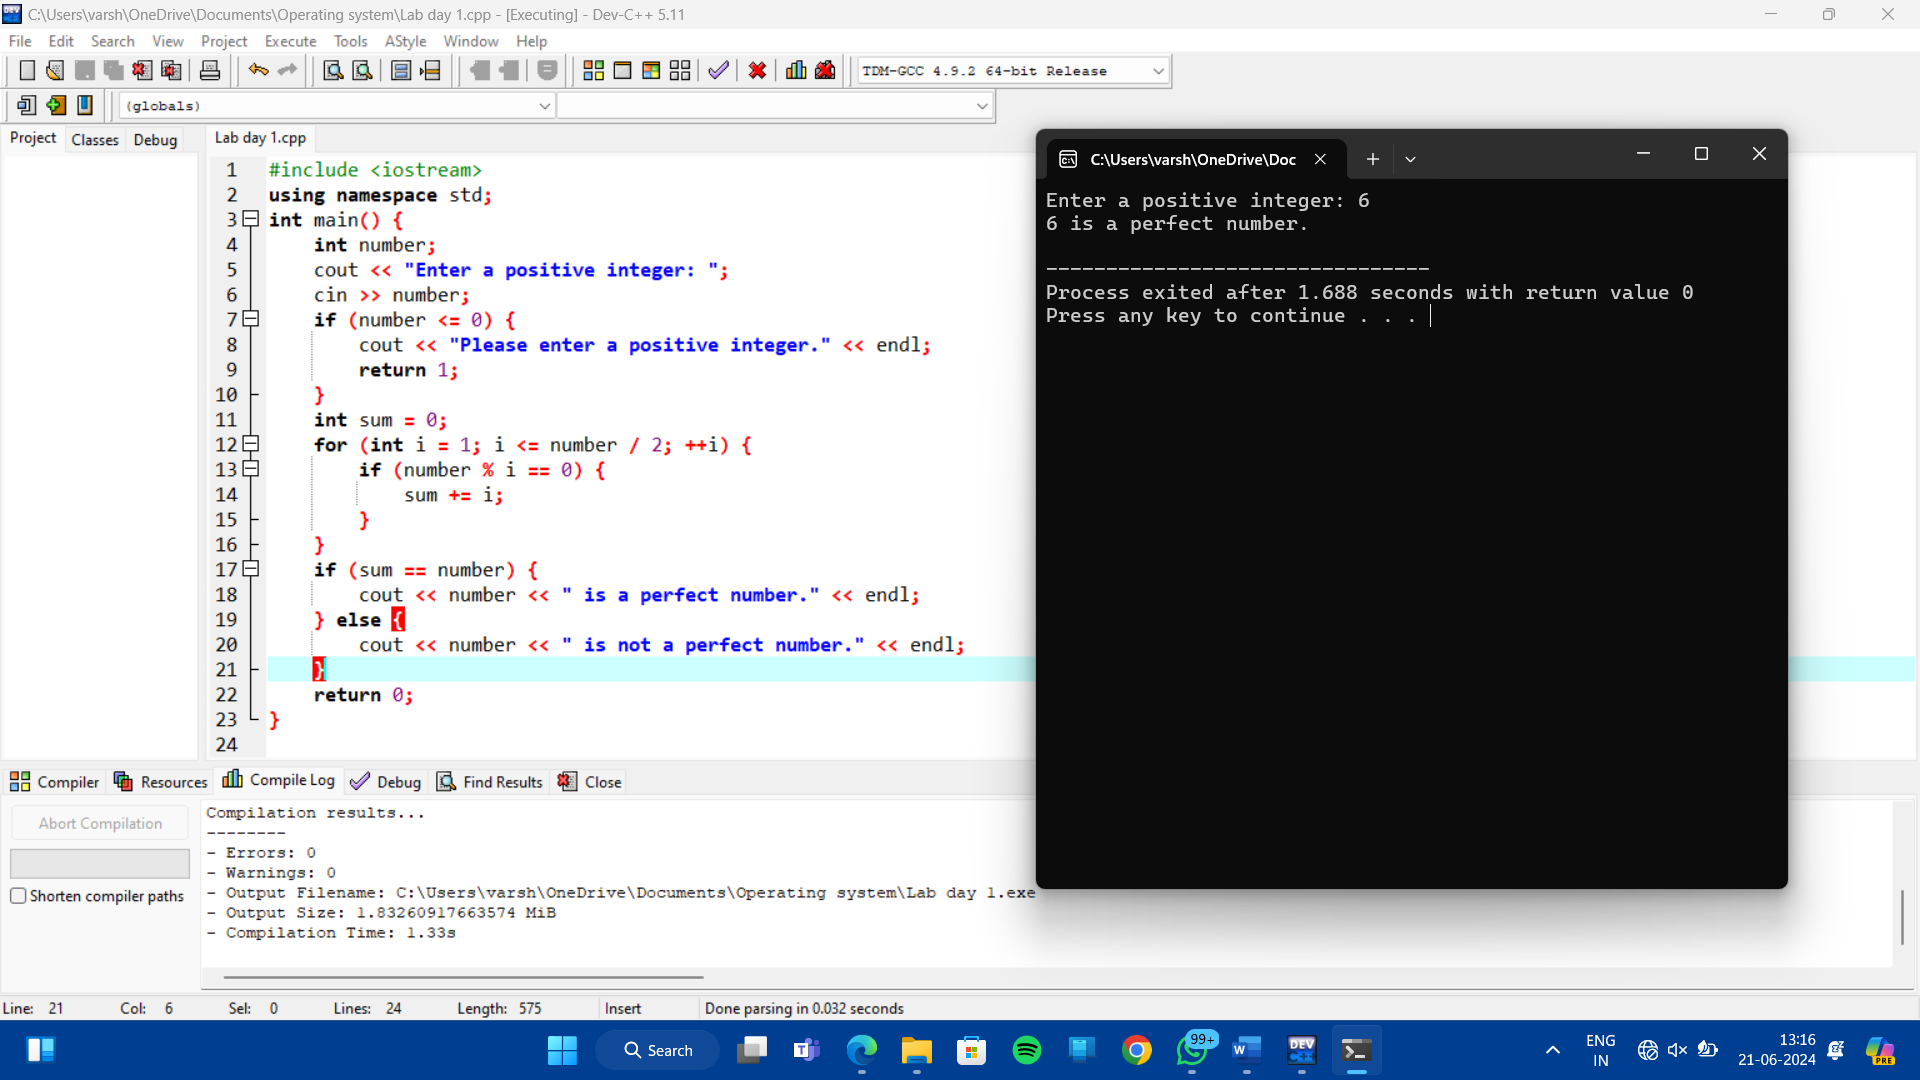 C:\Users\varsh\OneDrive\Documents\Operating system\Lab day 1.cpp - [Executing] - Dev-C++ 5.11
File Edit Search View Project Execute Tools AStyle Window Help
TDM-GCC 4.9.2 64-bit Release
(globals)
Project Classes Debug
Lab day 1.cpp
1 #include <iostream>
2 using namespace std;
3 int main() {
4 int number;
5 cout << "Enter a positive integer: ";
6 cin >> number;
7 if (number <= 0) {
8 cout << "Please enter a positive integer." << endl;
9 return 1;
10 }
11 int sum = 0;
12 for (int i = 1; i <= number / 2; ++i) {
13 if (number % i == 0) {
14 sum += i;
15 }
16 }
17 if (sum == number) {
18 cout << number << " is a perfect number." << endl;
19 } else {
20 cout << number << " is not a perfect number." << endl;
21 }
22 return 0;
23 }
24
C:\Users\varsh\OneDrive\Doc
Enter a positive integer: 6
6 is a perfect number.
--------------------------------
Process exited after 1.688 seconds with return value 0
Press any key to continue . . .
Compiler Resources Compile Log Debug Find Results Close
Abort Compilation
Shorten compiler paths
Compilation results...
--------
- Errors: 0
- Warnings: 0
- Output Filename: C:\Users\varsh\OneDrive\Documents\Operating system\Lab day 1.exe
- Output Size: 1.83260917663574 MiB
- Compilation Time: 1.33s
Line: 21 Col: 6 Sel: 0 Lines: 24 Length: 575 Insert Done parsing in 0.032 seconds
Search
99+
DEV
C++
ENG
IN
13:16
21-06-2024
PRE